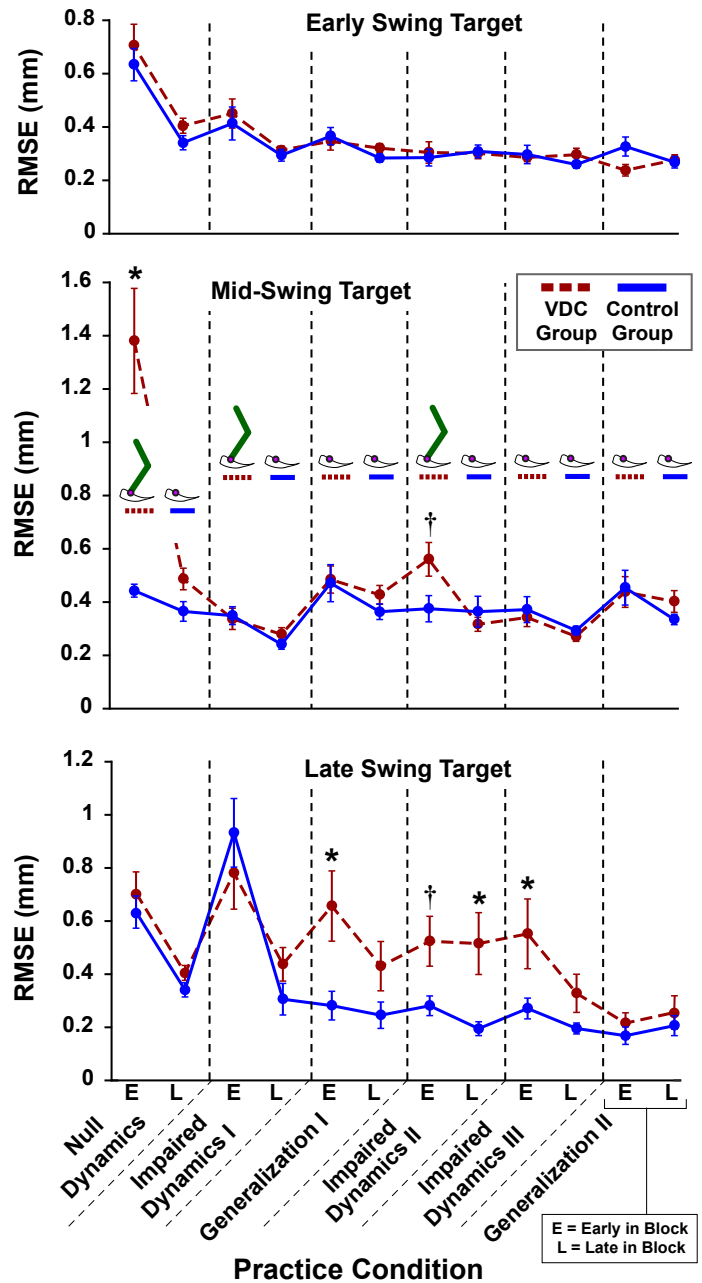 Early Swing Target
RMSE (mm)
0.8
0.6
0.4
0.2
0
Mid-Swing Target
RMSE (mm)
1.6
1.4
1.2
1
0.8
0.6
0.4
0.2
0
*
†
VDC Group
Control Group
Late Swing Target
RMSE (mm)
1.2
1
0.8
0.6
0.4
0.2
0
*
†
*
*
E L E L E L E L E L E L
Null
Dynamics
Impaired
Dynamics I
Generalization I
Impaired
Dynamics II
Impaired
Dynamics III
Generalization II
E = Early in Block
L = Late in Block
Practice Condition